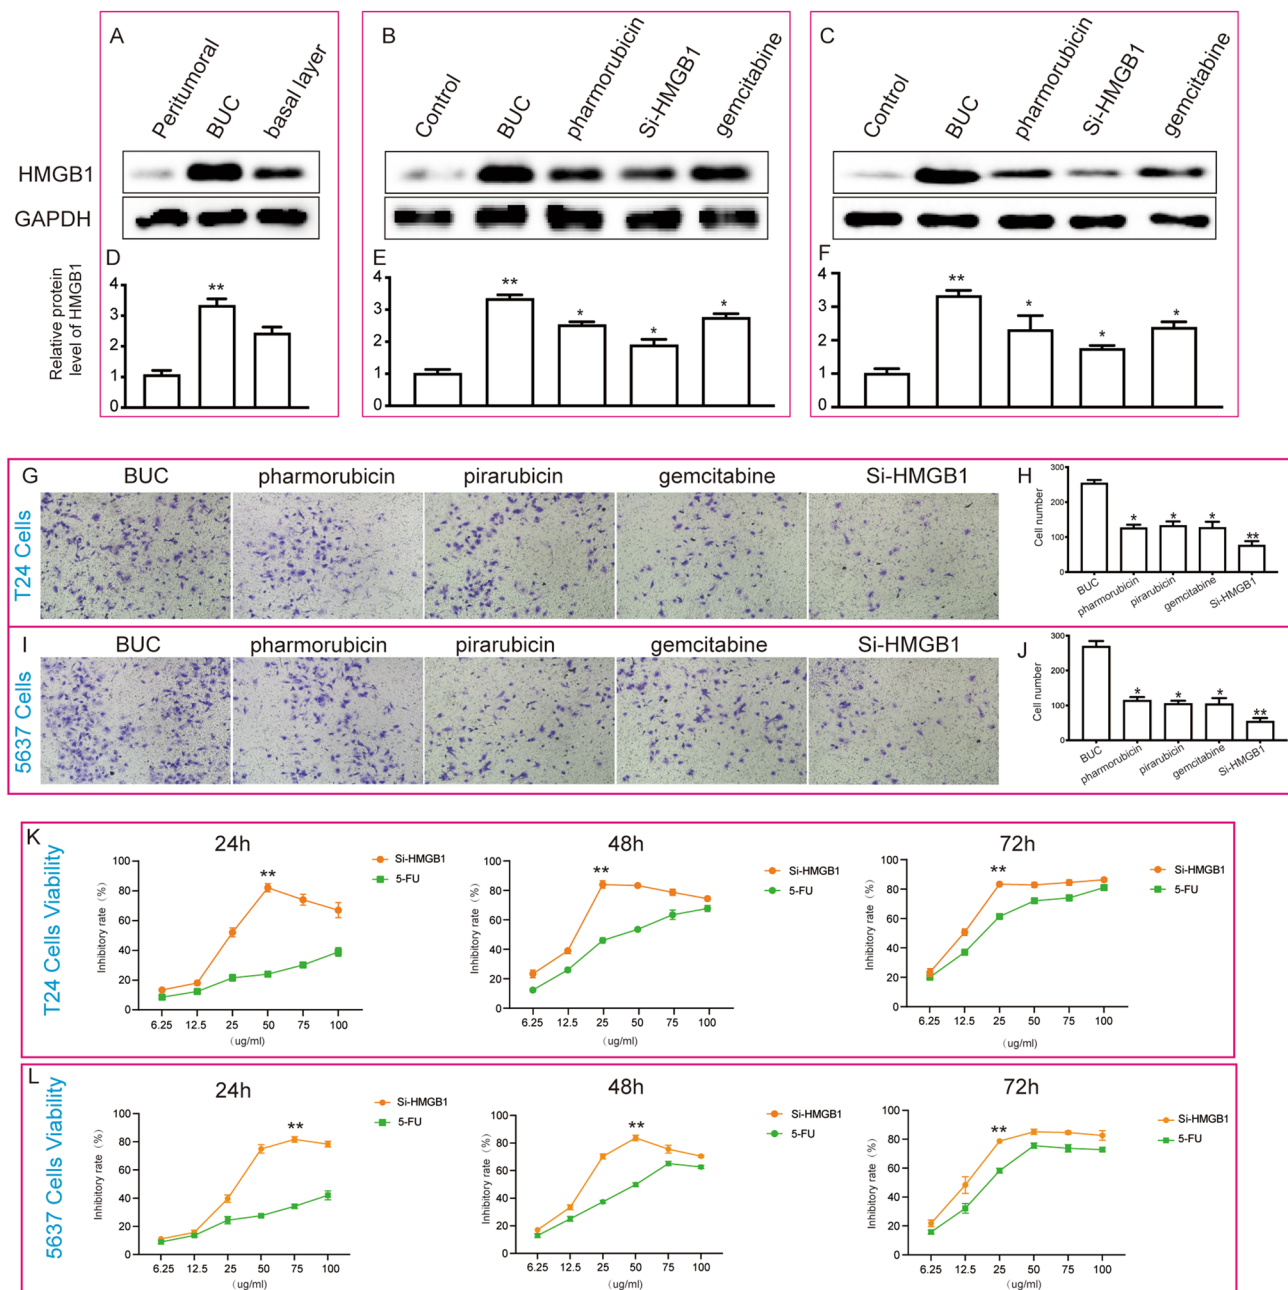 A
Peritumoral
BUC
basal layer
B
Control
BUC
pharmorubicin
Si-HMGB1
gemcitabine
C
Control
BUC
pharmorubicin
Si-HMGB1
gemcitabine
HMGB1
GAPDH
D
Relative protein
level of HMGB1
4
3
2
1
0
**
E
4
3
2
1
0
**
*
*
*
F
4
3
2
1
0
**
*
*
*
G
T24 Cells
BUC
pharmorubicin
pirarubicin
gemcitabine
Si-HMGB1
H
Cell number
300
200
100
0
*
*
*
**
BUC
pharmorubicin
pirarubicin
gemcitabine
Si-HMGB1
I
5637 Cells
BUC
pharmorubicin
pirarubicin
gemcitabine
Si-HMGB1
J
Cell number
300
200
100
0
*
*
*
**
BUC
pharmorubicin
pirarubicin
gemcitabine
Si-HMGB1
K
T24 Cells Viability
24h
Inhibitory rate (%)
100
80
60
40
20
0
**
Si-HMGB1
5-FU
6.25 12.5 25 50 75 100
(ug/ml)
48h
Inhibitory rate (%)
100
80
60
40
20
0
**
Si-HMGB1
5-FU
6.25 12.5 25 50 75 100
(ug/ml)
72h
Inhibitory rate (%)
100
80
60
40
20
0
**
Si-HMGB1
5-FU
6.25 12.5 25 50 75 100
(ug/ml)
L
5637 Cells Viability
24h
Inhibitory rate (%)
100
80
60
40
20
0
**
Si-HMGB1
5-FU
6.25 12.5 25 50 75 100
(ug/ml)
48h
Inhibitory rate (%)
100
80
60
40
20
0
**
Si-HMGB1
5-FU
6.25 12.5 25 50 75 100
(ug/ml)
72h
Inhibitory rate (%)
100
80
60
40
20
0
**
Si-HMGB1
5-FU
6.25 12.5 25 50 75 100
(ug/ml)